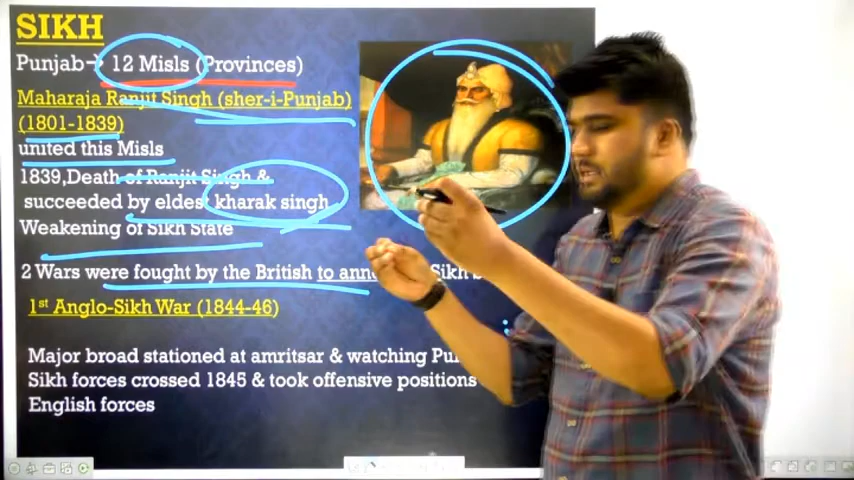 SIKH
Punjab→ 12 Misls (Provinces)
Maharaja Ranjit Singh (sher-i-Punjab)
(1801-1839)
united this Misls
1839,Death of Ranjit Singh &
succeeded by eldest kharak singh
Weakening of Sikh State
2 Wars were fought by the British to Sikh
1st Anglo-Sikh War (1844-46)
Major broad stationed at amritsar & watching
Sikh forces crossed 1845 & took offensive positions
English forces